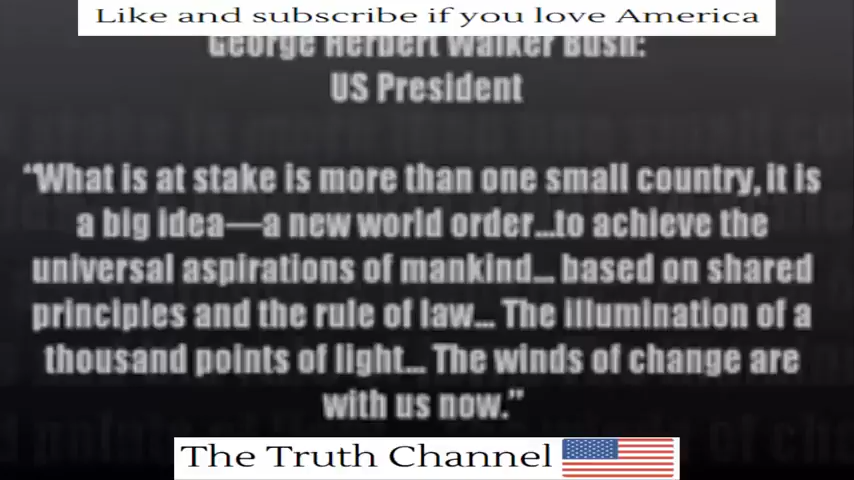 Like and subscribe if you love America
George Herbert Walker Bush:
US President
“What is at stake is more than one small country, it is
a big idea—a new world order...to achieve the
universal aspirations of mankind... based on shared
principles and the rule of law... The illumination of a
thousand points of light... The winds of change are
with us now.”
The Truth Channel